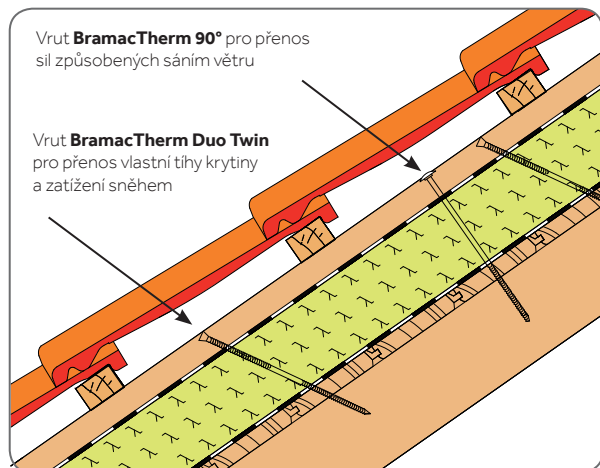 Vrut BramacTherm 90° pro přenos
sil způsobených sáním větru
Vrut BramacTherm Duo Twin
pro přenos vlastní tíhy krytiny
a zatížení sněhem